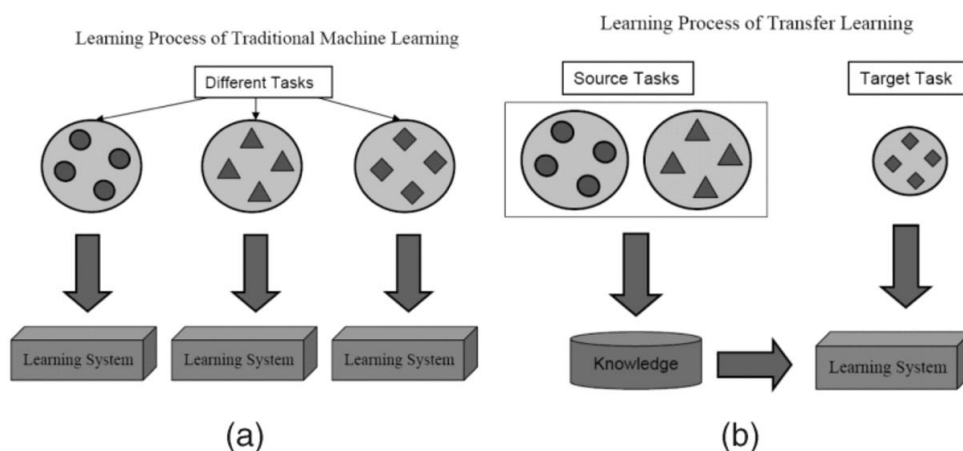 Learning Process of Traditional Machine Learning
Different Tasks
Learning System
Learning System
Learning System
(a)
Learning Process of Transfer Learning
Source Tasks
Target Task
Knowledge
Learning System
(b)